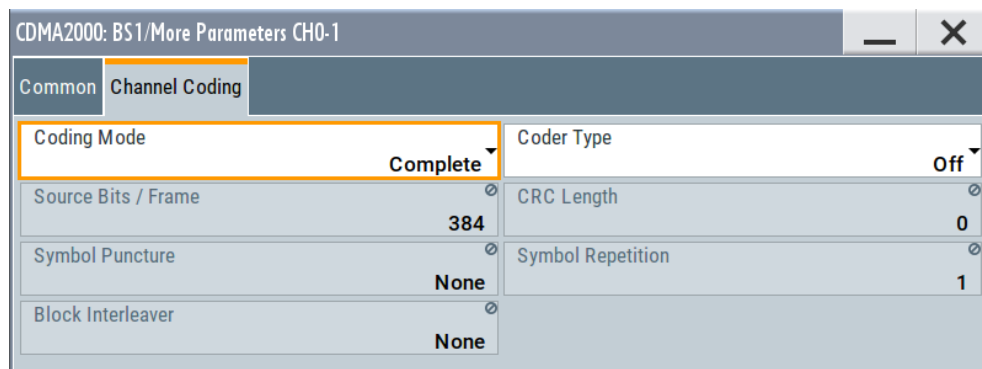 CDMA2000: BS1/More Parameters CH0-1
Common Channel Coding
Coding Mode
Complete
Coder Type
Off
Source Bits / Frame
384
CRC Length
0
Symbol Puncture
None
Symbol Repetition
1
Block Interleaver
None